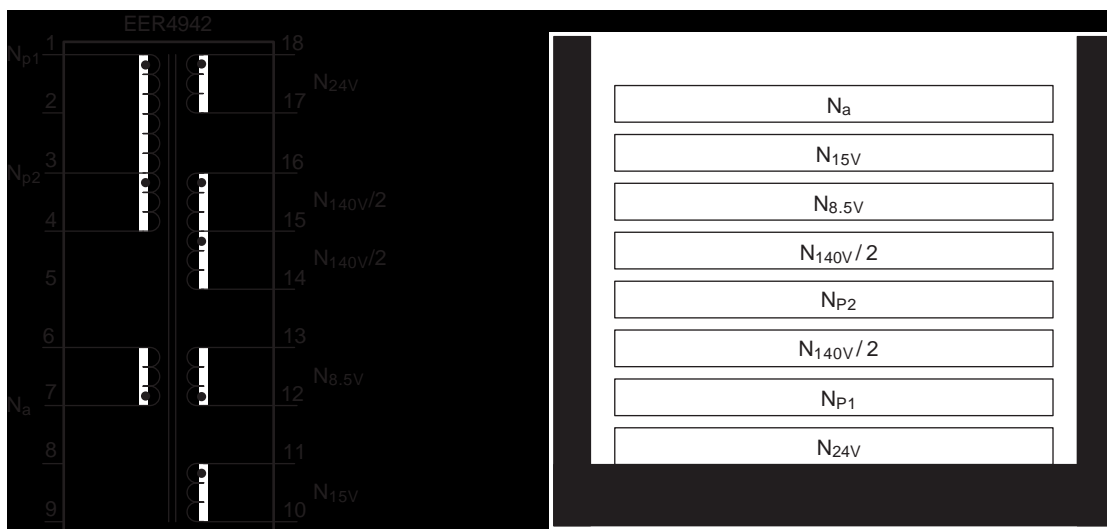 EER4942
Np1
1
18
N24V
2
17
Np2
3
16
N140V/2
4
15
N140V/2
5
14
6
13
N8.5V
7
12
Na
8
11
N15V
9
10
Na
N15V
N8.5V
N140V / 2
NP2
N140V / 2
NP1
N24V